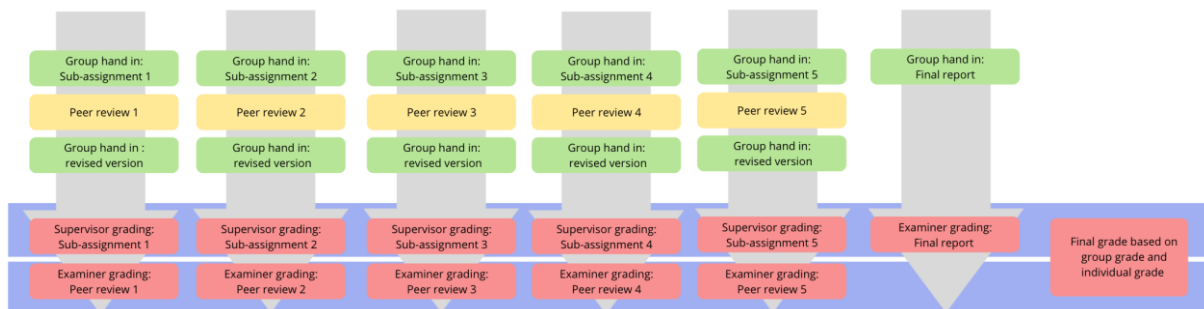 Group hand in:
Sub-assignment 1
Peer review 1
Group hand in :
revised version
Supervisor grading:
Sub-assignment 1
Examiner grading:
Peer review 1
Group hand in:
Sub-assignment 2
Peer review 2
Group hand in:
revised version
Supervisor grading:
Sub-assignment 2
Examiner grading:
Peer review 2
Group hand in:
Sub-assignment 3
Peer review 3
Group hand in:
revised version
Supervisor grading:
Sub-assignment 3
Examiner grading:
Peer review 3
Group hand in:
Sub-assignment 4
Peer review 4
Group hand in:
revised version
Supervisor grading:
Sub-assignment 4
Examiner grading:
Peer review 4
Group hand in:
Sub-assignment 5
Peer review 5
Group hand in:
revised version
Supervisor grading:
Sub-assignment 5
Examiner grading:
Peer review 5
Group hand in:
Final report
Examiner grading:
Final report
Final grade based on
group grade and
individual grade